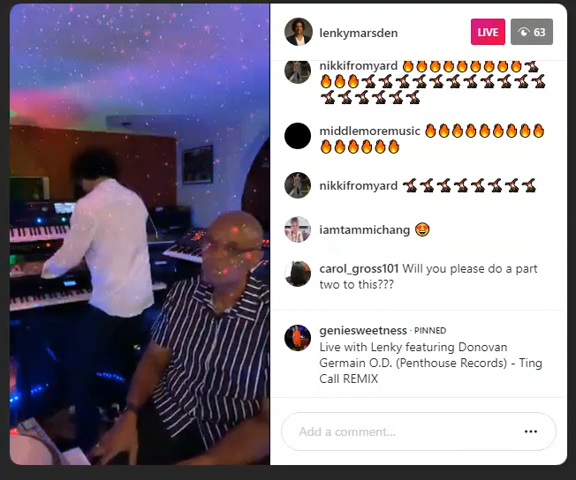 lenkymarsden
LIVE
63
nikkifromyard
middlemoremusic
nikkifromyard
iamtammichang
carol_gross101 Will you please do a part
two to this???
geniesweetness · PINNED
Live with Lenky featuring Donovan
Germain O.D. (Penthouse Records) - Ting
Call REMIX
Add a comment...